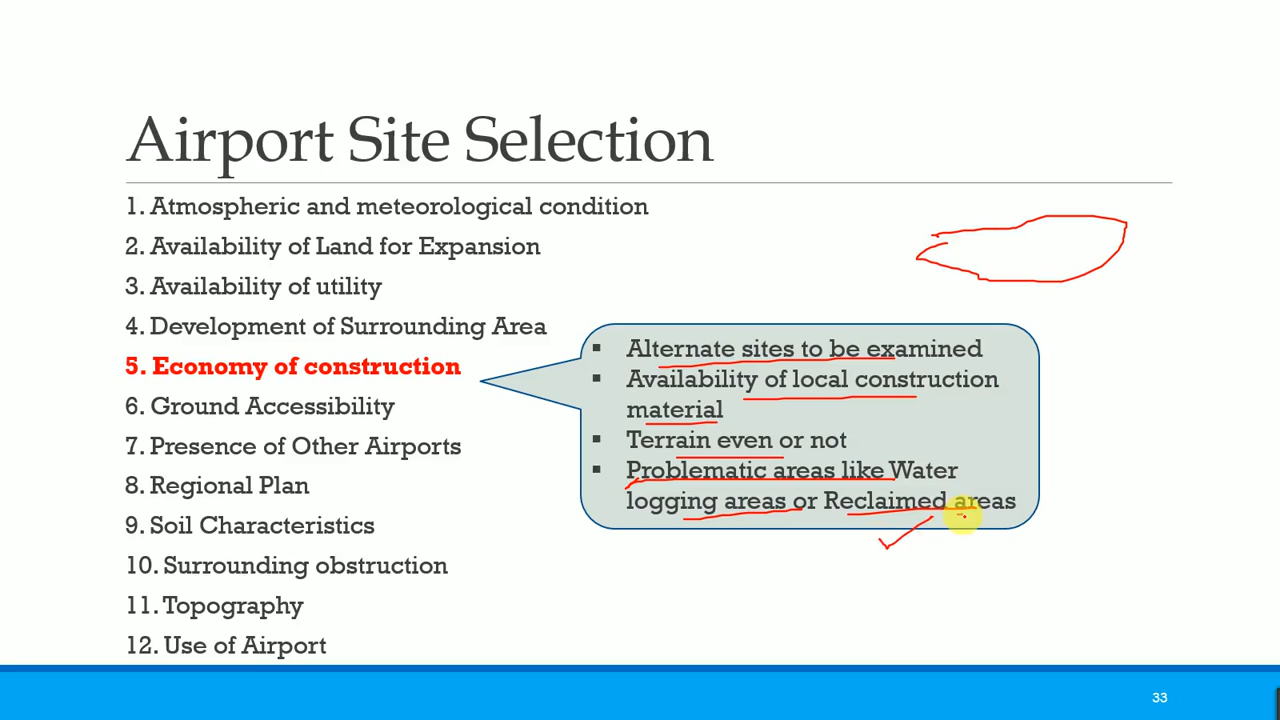 Airport Site Selection
1. Atmospheric and meteorological condition
2. Availability of Land for Expansion
3. Availability of utility
4. Development of Surrounding Area
5. Economy of construction
6. Ground Accessibility
7. Presence of Other Airports
8. Regional Plan
9. Soil Characteristics
10. Surrounding obstruction
11. Topography
12. Use of Airport
▪ Alternate sites to be examined
▪ Availability of local construction
material
▪ Terrain even or not
▪ Problematic areas like Water
logging areas or Reclaimed areas
33